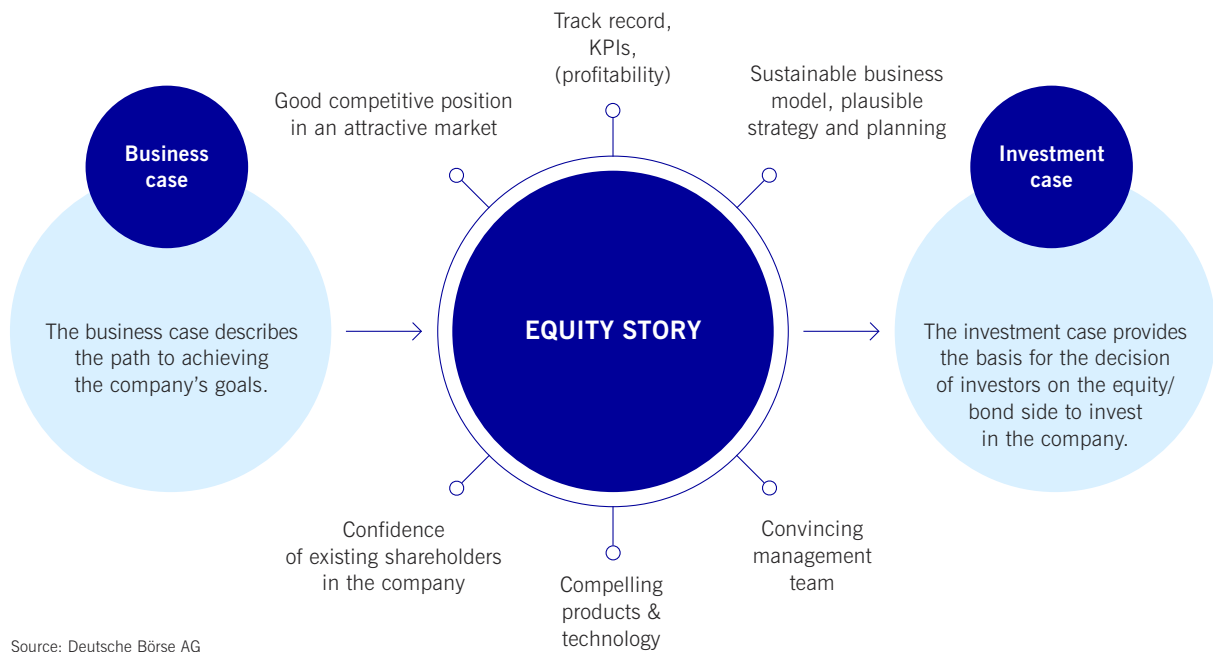 Business
case
The business case describes
the path to achieving
the company’s goals.
Good competitive position
in an attractive market
Track record,
KPIs,
(profitability)
Sustainable business
model, plausible
strategy and planning
EQUITY STORY
Confidence
of existing shareholders
in the company
Compelling
products &
technology
Convincing
management
team
Investment
case
The investment case provides
the basis for the decision
of investors on the equity/
bond side to invest
in the company.
Source: Deutsche Börse AG